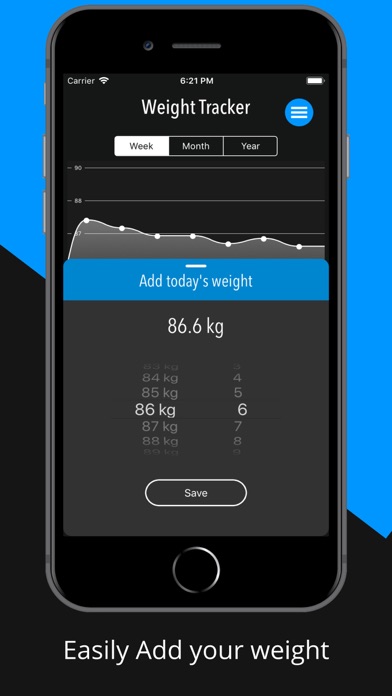 Carrier 6:21 PM
Weight Tracker
Week Month Year
90
88
87
Add today's weight
86.6 kg
83 kg 3
84 kg 4
85 kg 5
86 kg 6
87 kg 7
88 kg 8
89 kg 9
Save
Easily Add your weight